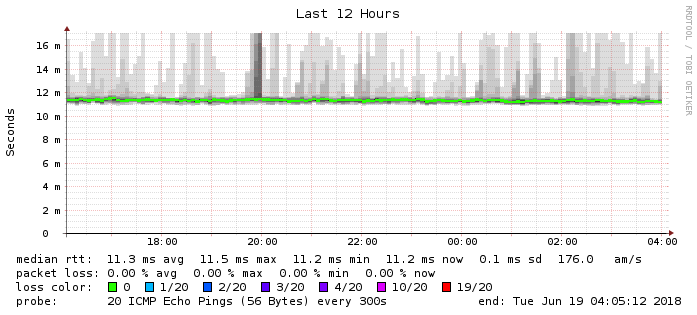 Last 12 Hours
RRDTOOL / TOBI OETIKER
Seconds
16 m
14 m
12 m
10 m
8 m
6 m
4 m
2 m
0
18:00 20:00 22:00 00:00 02:00 04:00
median rtt: 11.3 ms avg 11.5 ms max 11.2 ms min 11.2 ms now 0.1 ms sd 176.0 am/s
packet loss: 0.00 % avg 0.00 % max 0.00 % min 0.00 % now
loss color: 0 1/20 2/20 3/20 4/20 10/20 19/20
probe: 20 ICMP Echo Pings (56 Bytes) every 300s end: Tue Jun 19 04:05:12 2018